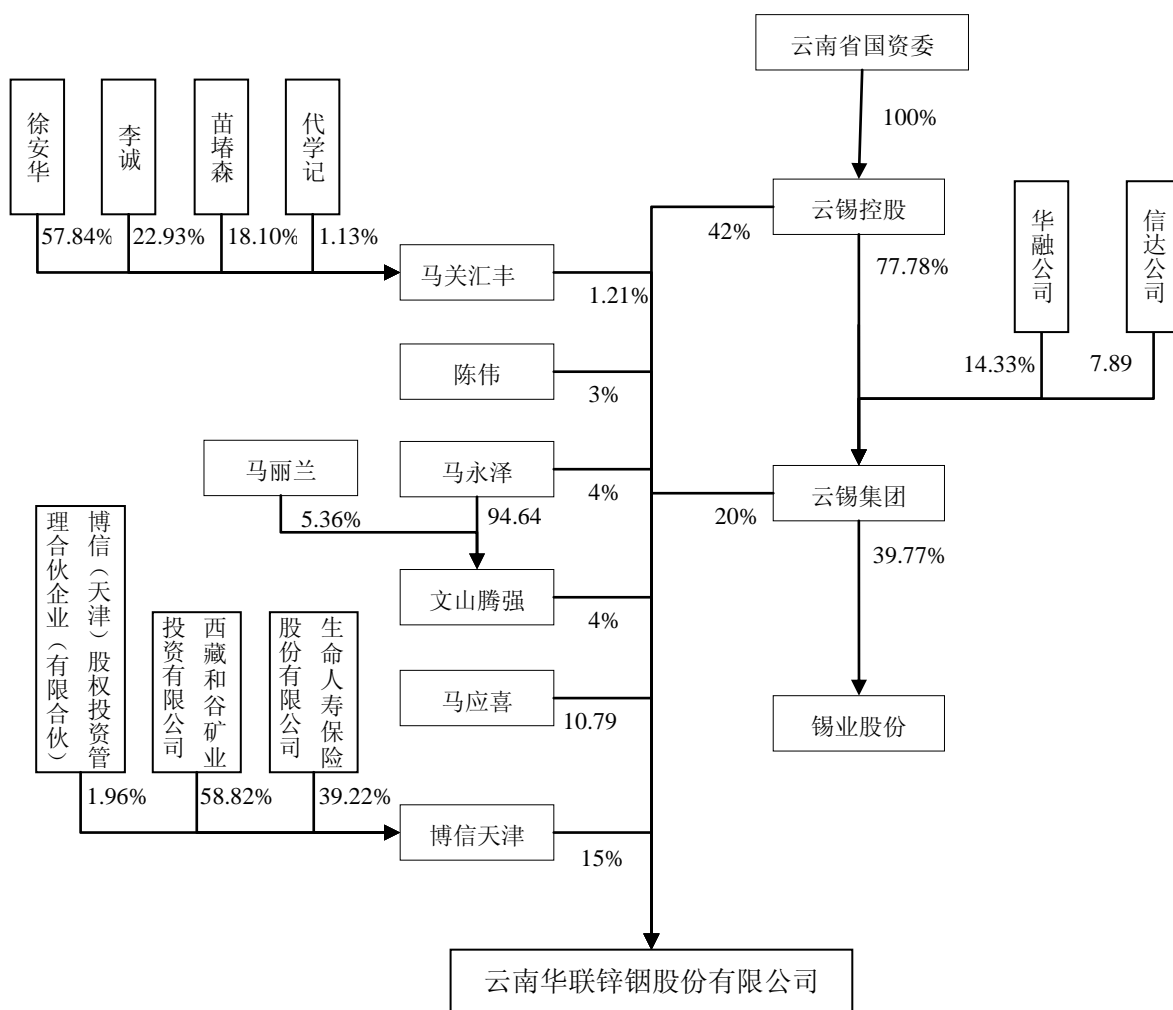 云南省国资委
100%
徐安华
李诚
苗堾森
代学记
57.84%
22.93%
18.10%
1.13%
云锡控股
42%
77.78%
华融公司
信达公司
14.33%
7.89
马关汇丰
1.21%
陈伟
3%
马丽兰
马永泽
4%
5.36%
94.64
云锡集团
20%
39.77%
文山腾强
4%
马应喜
10.79
锡业股份
博信（天津）股权投资管
理合伙企业（有限合伙）
西藏和谷矿业
投资有限公司
生命人寿保险
股份有限公司
1.96%
58.82%
39.22%
博信天津
15%
云南华联锌铟股份有限公司